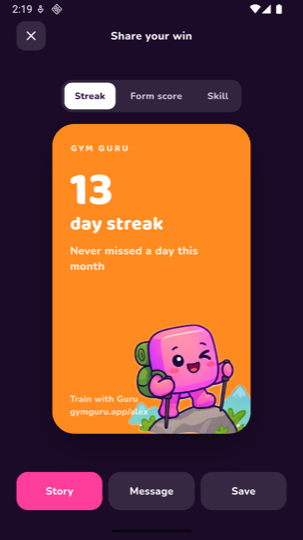 2:19
Share your win
Streak
Form score
Skill
GYM GURU
13
day streak
Never missed a day this
month
Train with Guru
gymguru.app/alex
Story
Message
Save